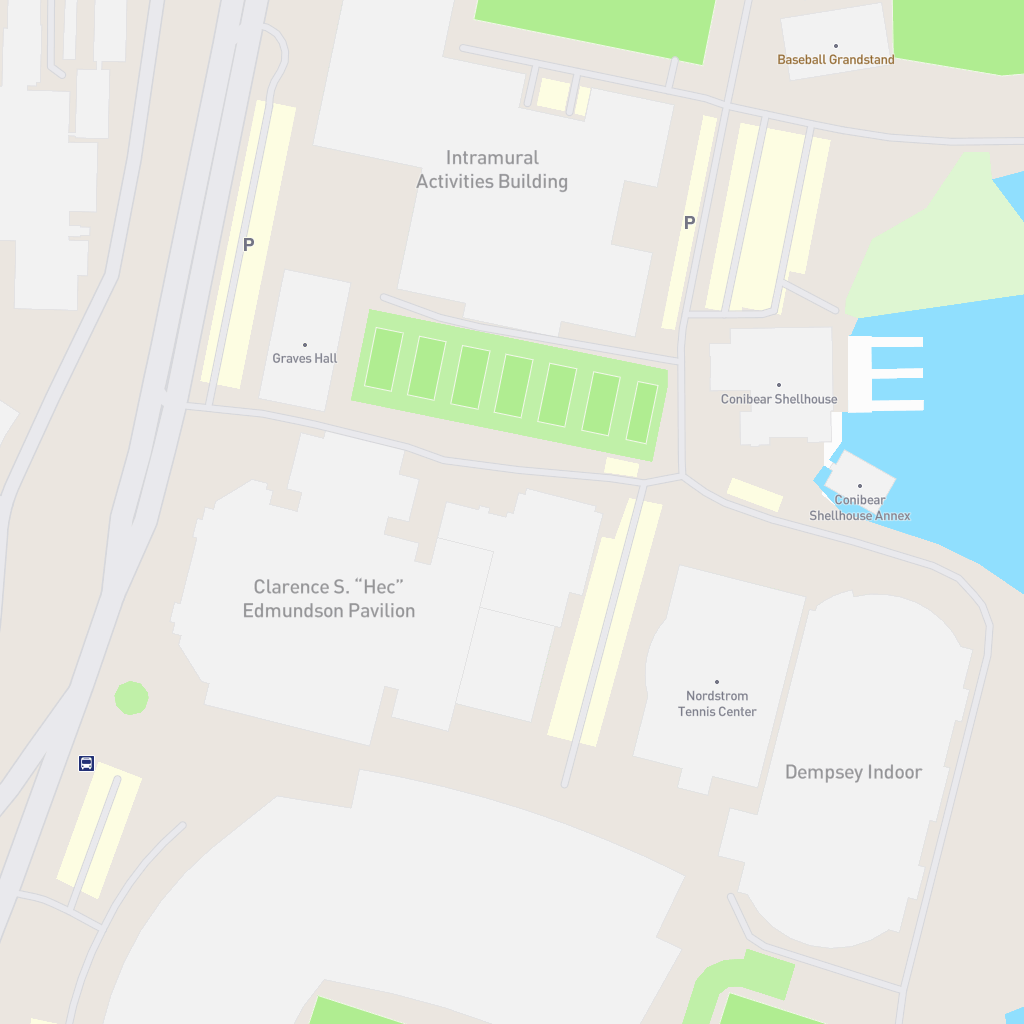 Baseball Grandstand
Intramural
Activities Building
P
P
Graves Hall
Conibear Shellhouse
Conibear
Shellhouse Annex
Clarence S. “Hec”
Edmundson Pavilion
Nordstrom
Tennis Center
Dempsey Indoor